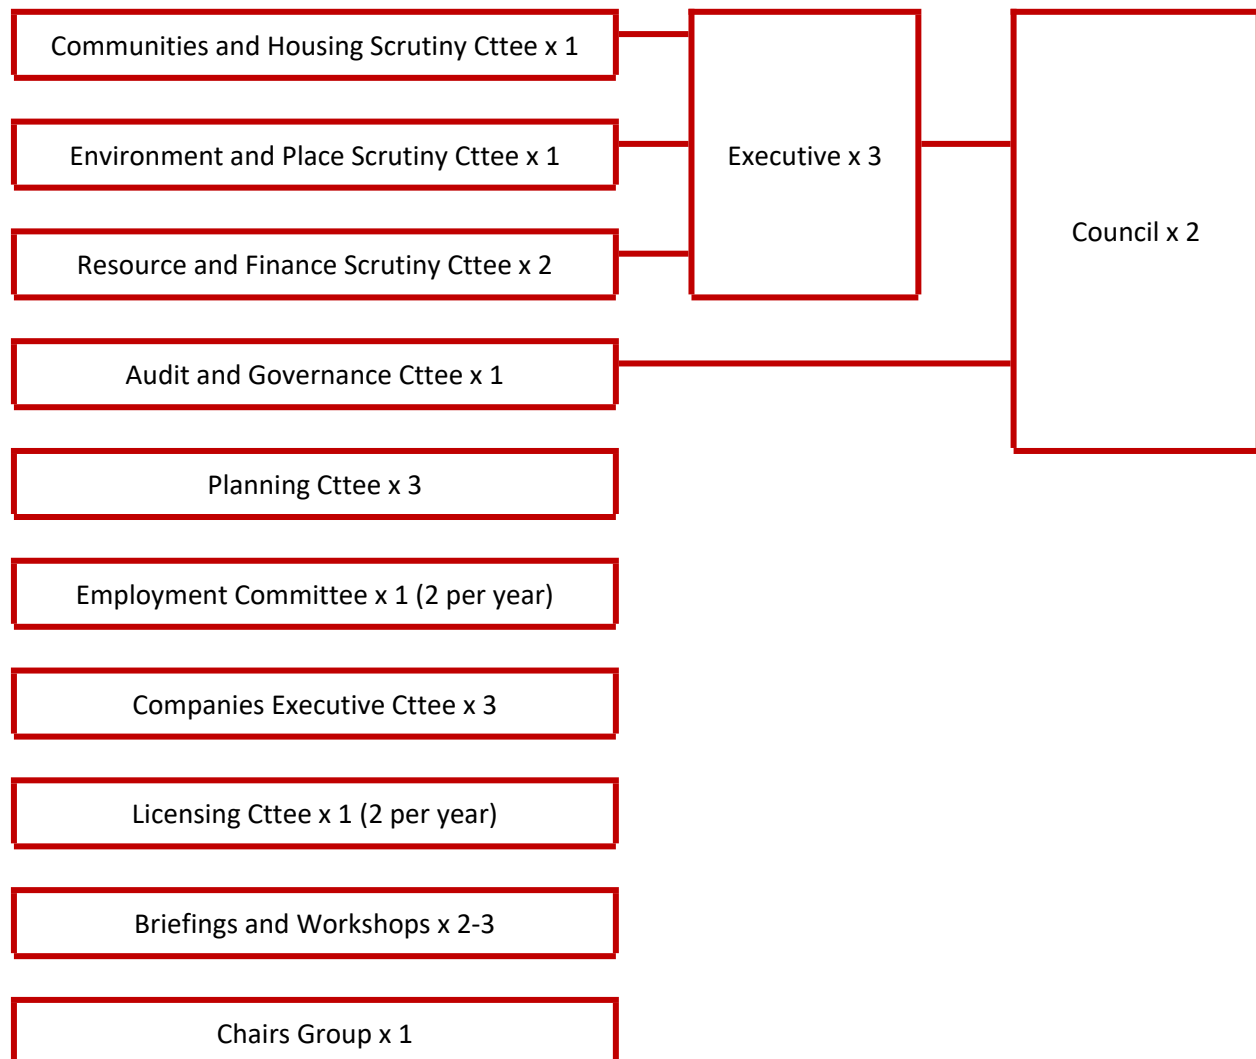 Communities and Housing Scrutiny Cttee x 1
Environment and Place Scrutiny Cttee x 1
Executive x 3
Council x 2
Resource and Finance Scrutiny Cttee x 2
Audit and Governance Cttee x 1
Planning Cttee x 3
Employment Committee x 1 (2 per year)
Companies Executive Cttee x 3
Licensing Cttee x 1 (2 per year)
Briefings and Workshops x 2-3
Chairs Group x 1